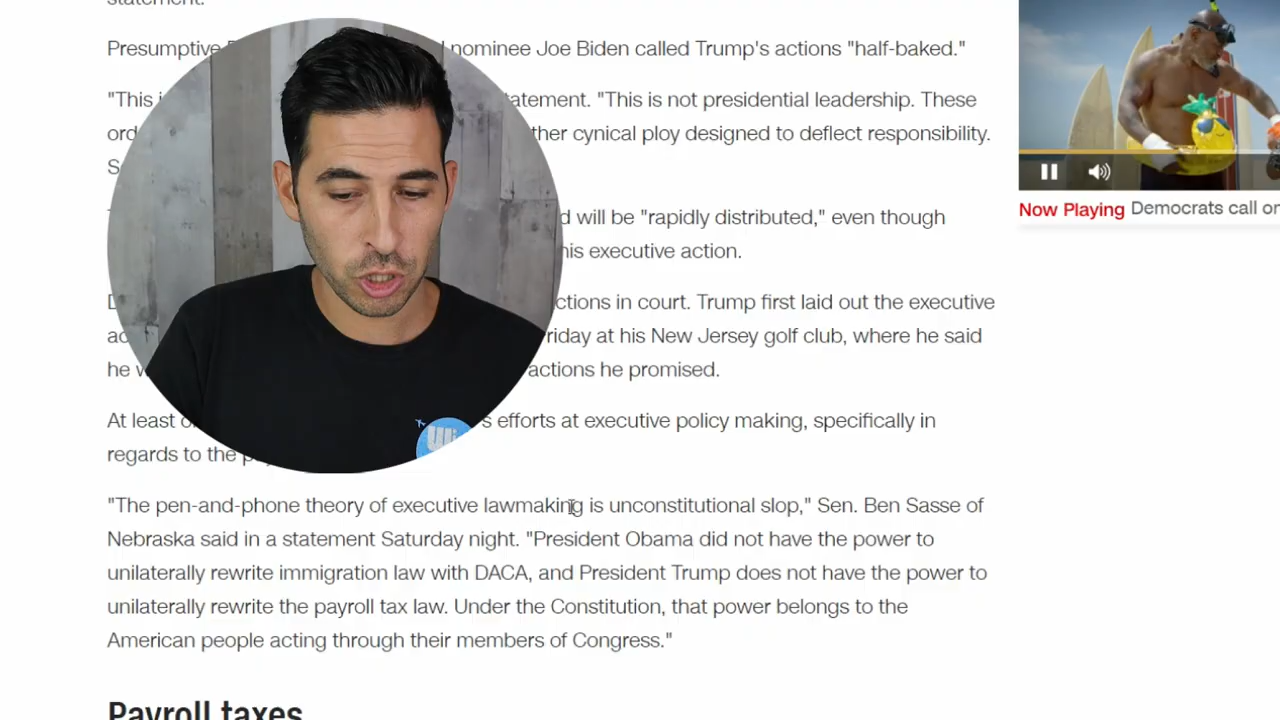 statement.
Presumptive nominee Joe Biden called Trump's actions "half-baked."
"This i tatement. "This is not presidential leadership. These
ord ther cynical ploy designed to deflect responsibility.
S
T d will be "rapidly distributed," even though
his executive action.
D ctions in court. Trump first laid out the executive
ac riday at his New Jersey golf club, where he said
he w actions he promised.
At least o s efforts at executive policy making, specifically in
regards to the
"The pen-and-phone theory of executive lawmaking is unconstitutional slop," Sen. Ben Sasse of
Nebraska said in a statement Saturday night. "President Obama did not have the power to
unilaterally rewrite immigration law with DACA, and President Trump does not have the power to
unilaterally rewrite the payroll tax law. Under the Constitution, that power belongs to the
American people acting through their members of Congress."
Payroll taxes
Now Playing Democrats call on